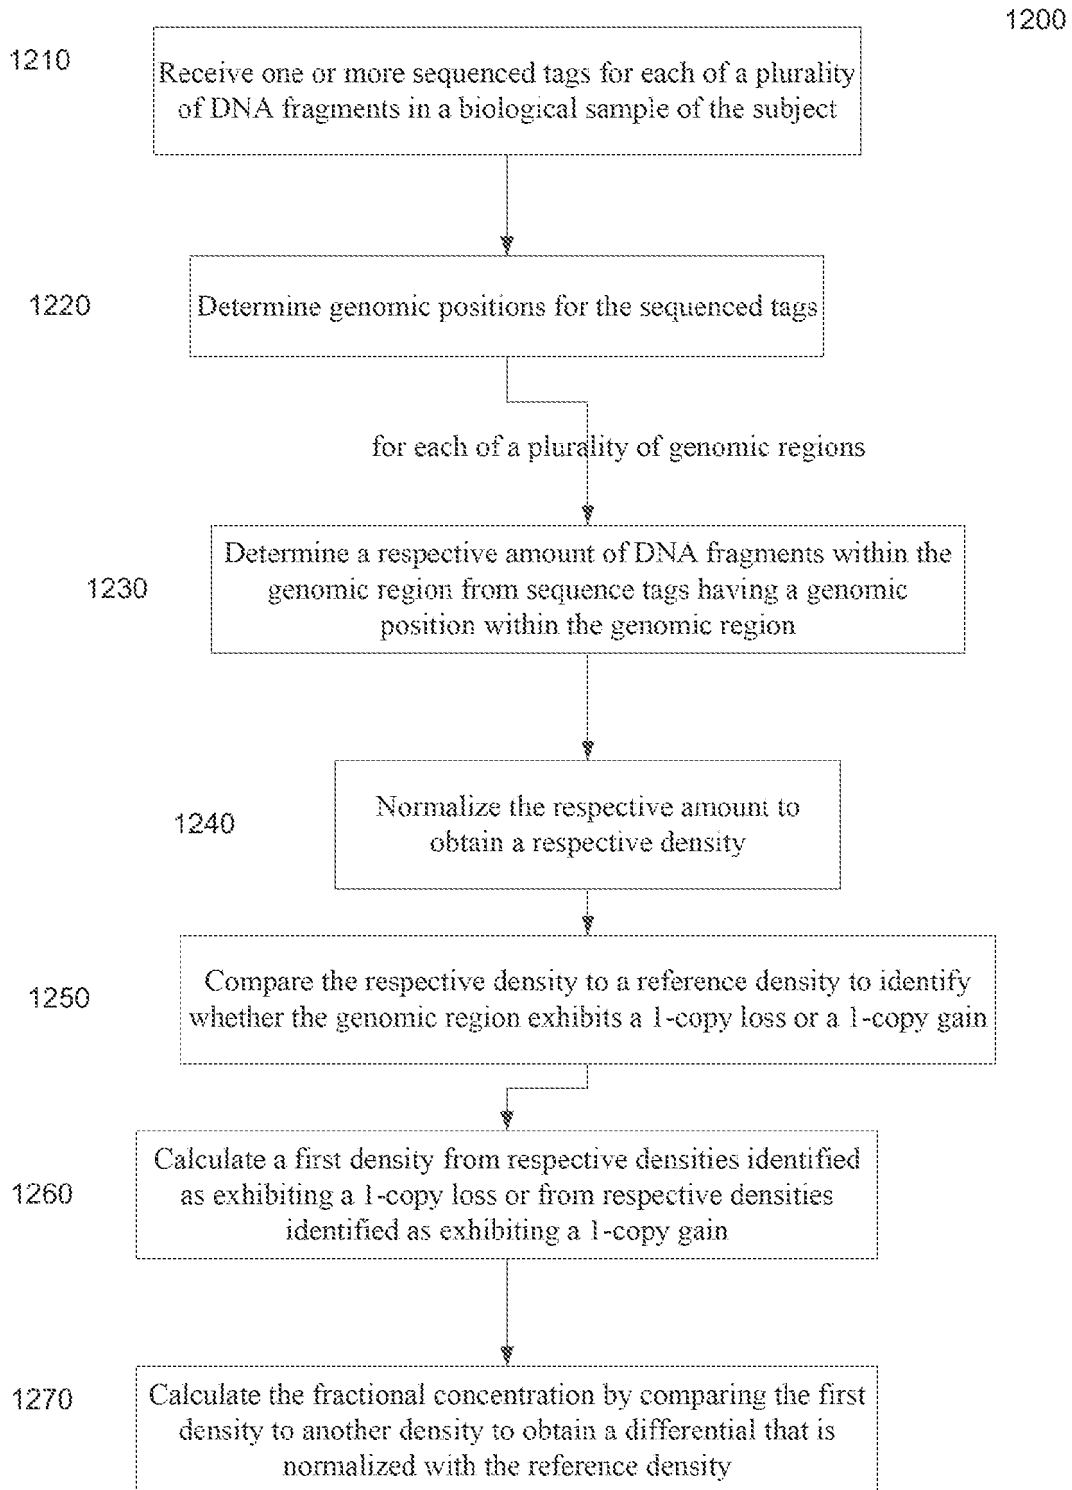 1200
1210
Receive one or more sequenced tags for each of a plurality
of DNA fragments in a biological sample of the subject
1220
Determine genomic positions for the sequenced tags
for each of a plurality of genomic regions
1230
Determine a respective amount of DNA fragments within the
genomic region from sequence tags having a genomic
position within the genomic region
1240
Normalize the respective amount to
obtain a respective density
1250
Compare the respective density to a reference density to identify
whether the genomic region exhibits a 1-copy loss or a 1-copy gain
1260
Calculate a first density from respective densities identified
as exhibiting a 1-copy loss or from respective densities
identified as exhibiting a 1-copy gain
1270
Calculate the fractional concentration by comparing the first
density to another density to obtain a differential that is
normalized with the reference density